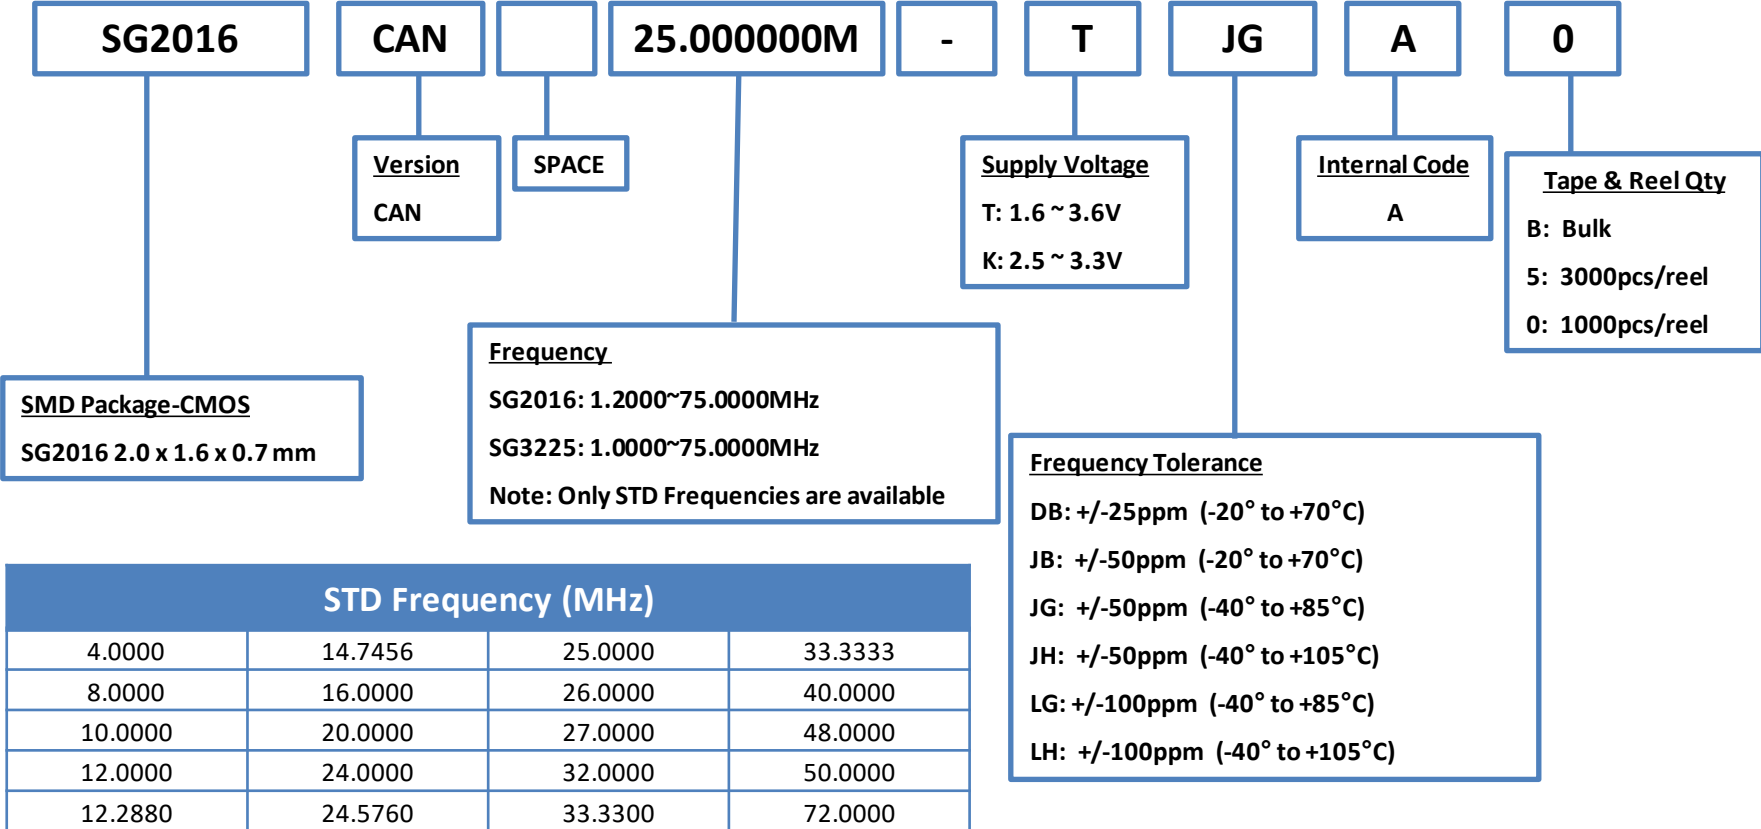 SG2016 CAN 25.000000M - T JG A 0
Version
CAN
SPACE
Supply Voltage
T: 1.6 ~ 3.6V
K: 2.5 ~ 3.3V
Internal Code
A
Tape & Reel Qty
B: Bulk
5: 3000pcs/reel
0: 1000pcs/reel
SMD Package-CMOS
SG2016 2.0 x 1.6 x 0.7 mm
Frequency
SG2016: 1.2000~75.0000MHz
SG3225: 1.0000~75.0000MHz
Note: Only STD Frequencies are available
Frequency Tolerance
DB: +/-25ppm (-20° to +70°C)
JB: +/-50ppm (-20° to +70°C)
JG: +/-50ppm (-40° to +85°C)
JH: +/-50ppm (-40° to +105°C)
LG: +/-100ppm (-40° to +85°C)
LH: +/-100ppm (-40° to +105°C)
STD Frequency (MHz)
4.0000 14.7456 25.0000 33.3333
8.0000 16.0000 26.0000 40.0000
10.0000 20.0000 27.0000 48.0000
12.0000 24.0000 32.0000 50.0000
12.2880 24.5760 33.3300 72.0000